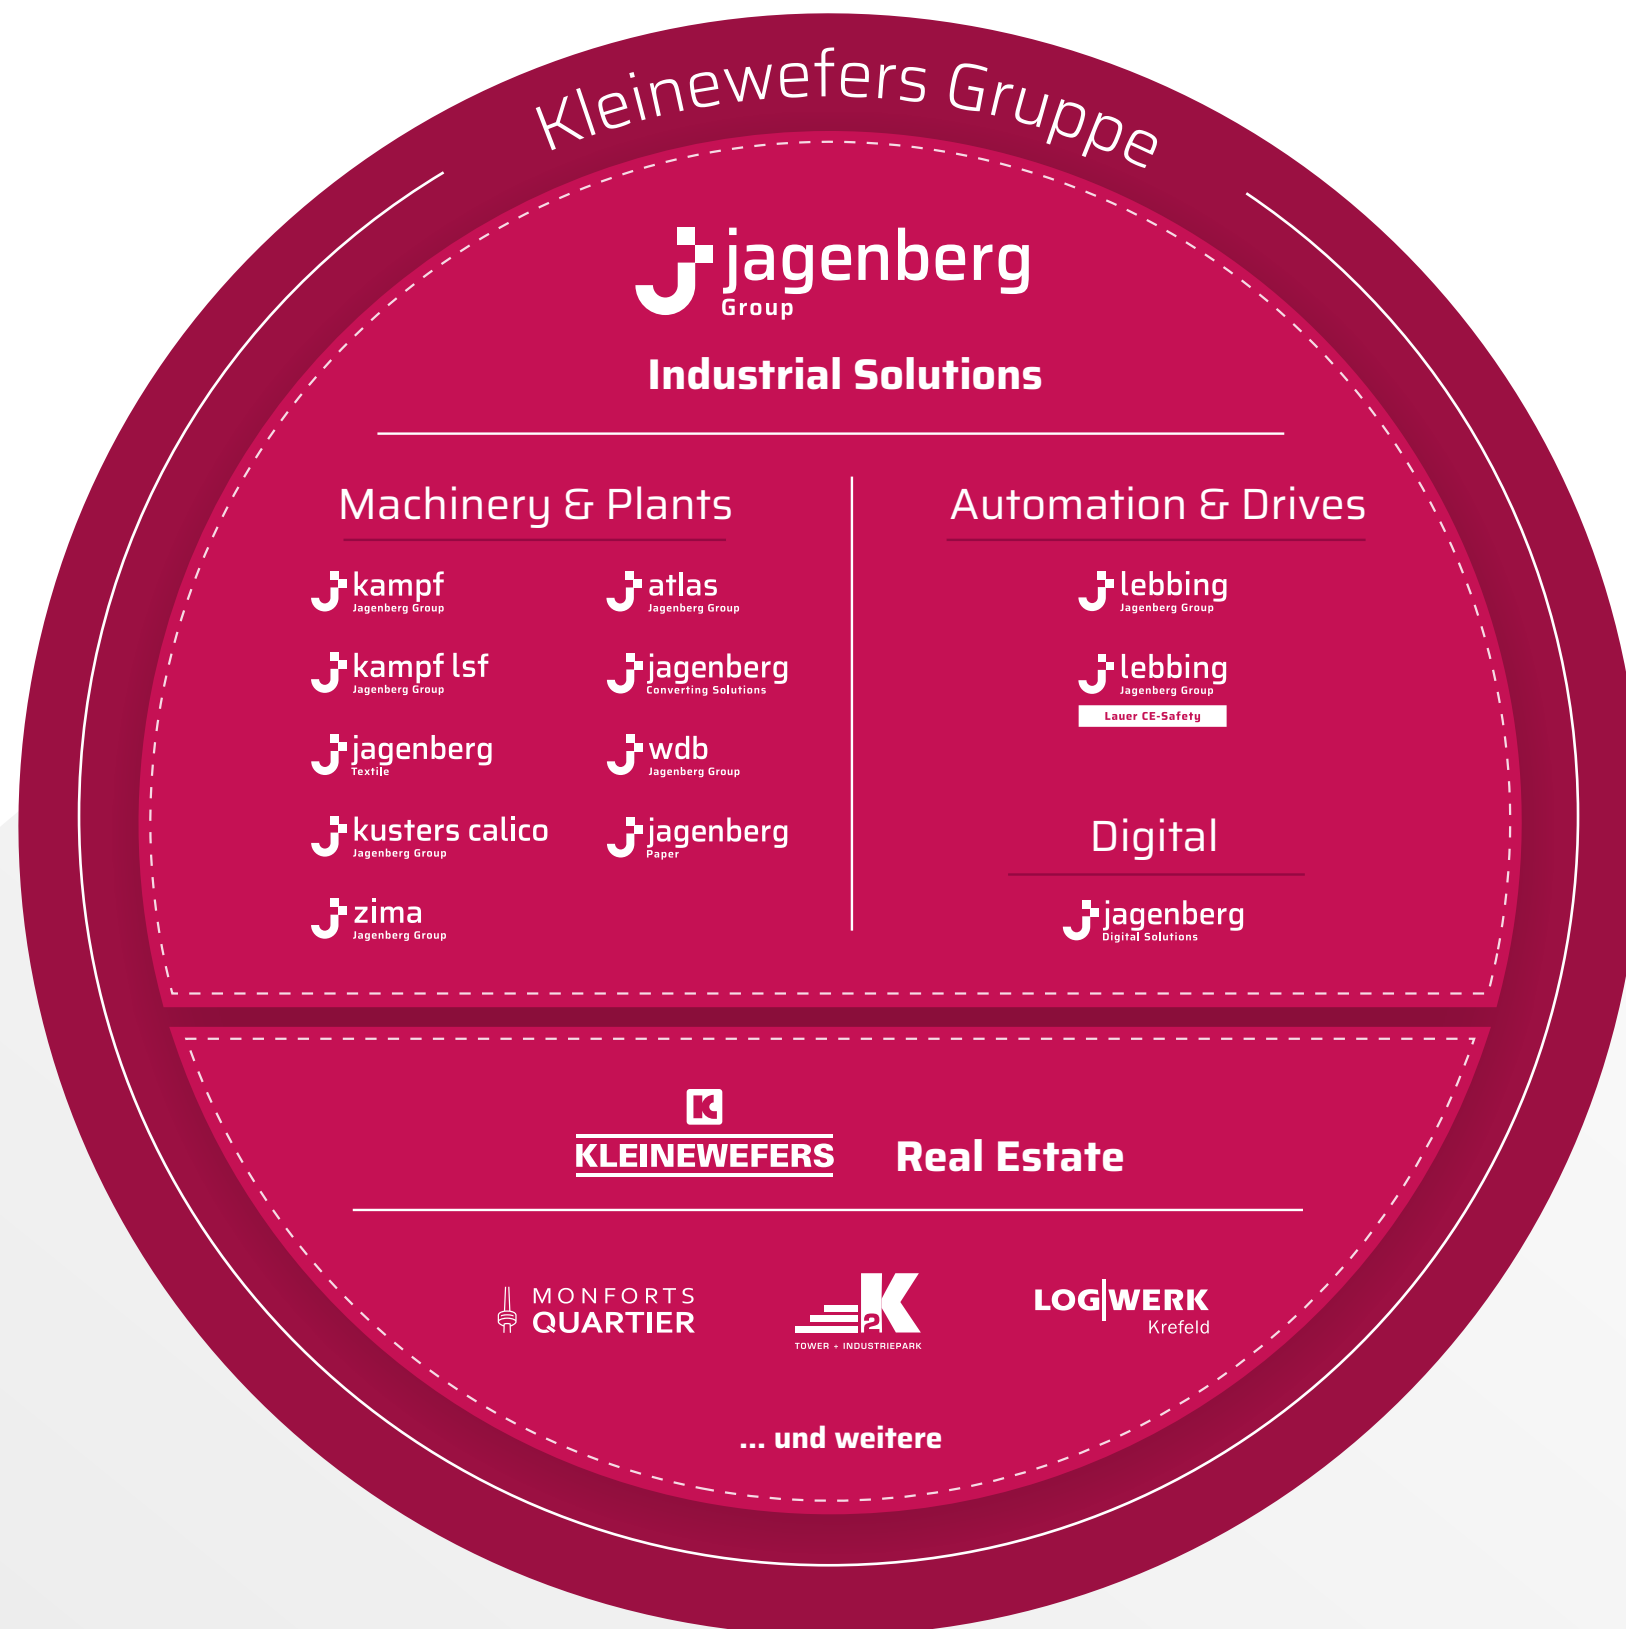 Kleinewefers Gruppe
jagenberg
Group
Industrial Solutions
Machinery & Plants
kampf
Jagenberg Group
atlas
Jagenberg Group
kampf lsf
Jagenberg Group
jagenberg
Converting Solutions
jagenberg
Textile
wdb
Jagenberg Group
kusters calico
Jagenberg Group
jagenberg
Paper
zima
Jagenberg Group
Automation & Drives
lebbing
Jagenberg Group
lebbing
Jagenberg Group
Lauer CE-Safety
Digital
jagenberg
Digital Solutions
K
KLEINEWEFERS
Real Estate
MONFORTS
QUARTIER
2K
TOWER + INDUSTRIEPARK
LOG|WERK
Krefeld
... und weitere